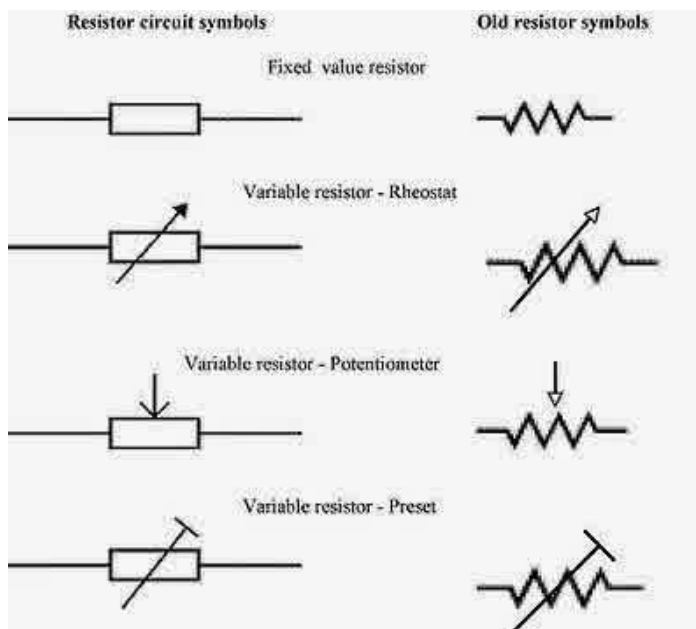 Resistor circuit symbols
Old resistor symbols
Fixed value resistor
Variable resistor - Rheostat
Variable resistor - Potentiometer
Variable resistor - Preset